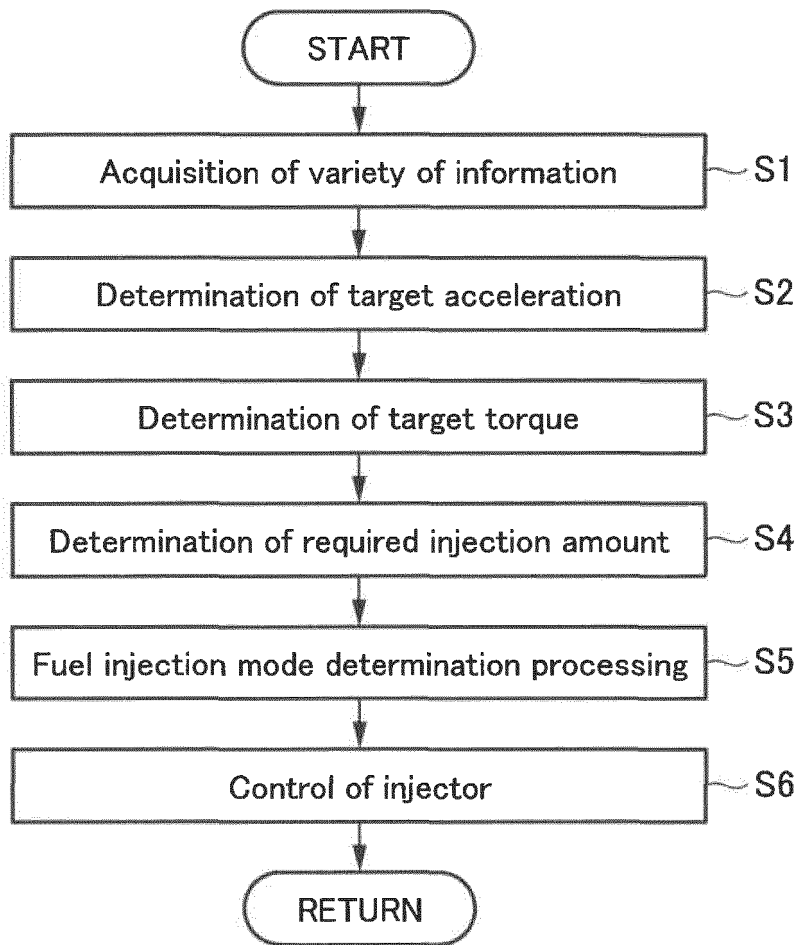 START
Acquisition of variety of information
S1
Determination of target acceleration
S2
Determination of target torque
S3
Determination of required injection amount
S4
Fuel injection mode determination processing
S5
Control of injector
S6
RETURN